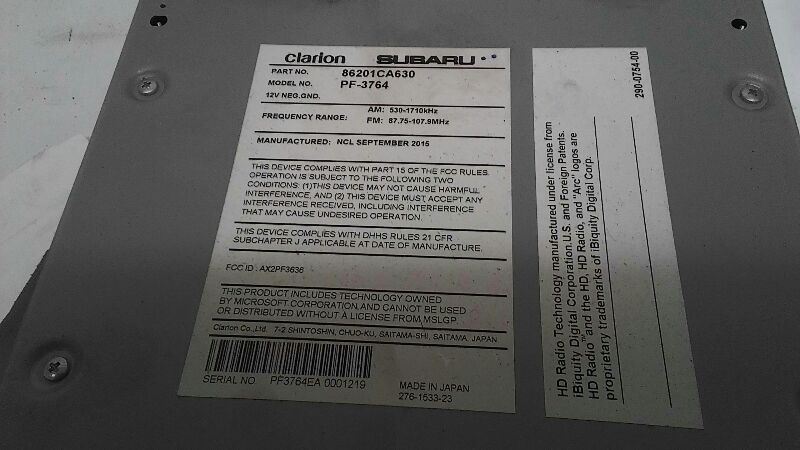 clarion SUBARU
PART NO. 86201CA630
MODEL NO. PF-3764
12V NEG.GND.
FREQUENCY RANGE: AM: 530-1710kHz
FM: 87.75-107.9MHz
MANUFACTURED: NCL SEPTEMBER 2015
THIS DEVICE COMPLIES WITH PART 15 OF THE FCC RULES.
OPERATION IS SUBJECT TO THE FOLLOWING TWO
CONDITIONS: (1)THIS DEVICE MAY NOT CAUSE HARMFUL
INTERFERENCE, AND (2) THIS DEVICE MUST ACCEPT ANY
INTERFERENCE RECEIVED, INCLUDING INTERFERENCE
THAT MAY CAUSE UNDESIRED OPERATION.
THIS DEVICE COMPLIES WITH DHHS RULES 21 CFR
SUBCHAPTER J APPLICABLE AT DATE OF MANUFACTURE.
FCC ID : AX2PF3636
THIS PRODUCT INCLUDES TECHNOLOGY OWNED
BY MICROSOFT CORPORATION AND CANNOT BE USED
OR DISTRIBUTED WITHOUT A LICENSE FROM MSLGP
Clarion Co.,Ltd. 7-2 SHINTOSHIN, CHUO-KU, SAITAMA-SHI, SAITAMA, JAPAN
SERIAL NO PF3764EA 0001219
MADE IN JAPAN
276-1533-23
HD Radio Technology manufactured under license from
iBiquity Digital Corporation.U.S. and Foreign Patents.
HD Radio™ and the HD, HD Radio, and "Arc" logos are
proprietary trademarks of iBiquity Digital Corp.
290-0754-00